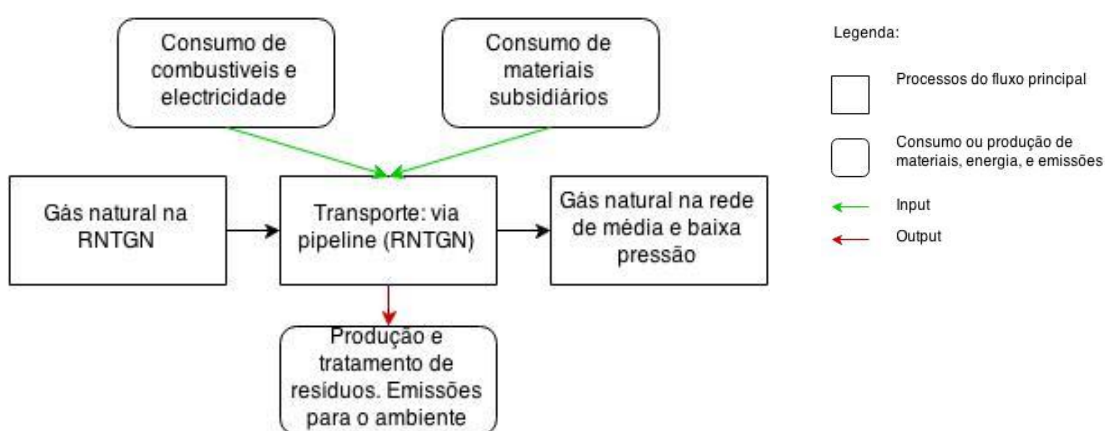 Consumo de
combustiveis e
electricidade
Consumo de
materiais
subsidiários
Legenda:
Processos do fluxo principal
Consumo ou produção de
materiais, energia, e emissões
Input
Output
Gás natural na
RNTGN
Transporte: via
pipeline (RNTGN)
Gás natural na rede
de média e baixa
pressão
Produção e
tratamento de
resíduos. Emissões
para o ambiente